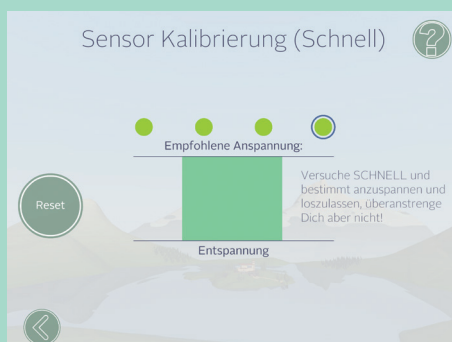 Sensor Kalibrierung (Schnell)
?
Empfohlene Anspannung:
Versuche SCHNELL und
bestimmt anzuspannen und
loszulassen, überanstrenge
Dich aber nicht!
Reset
Entspannung